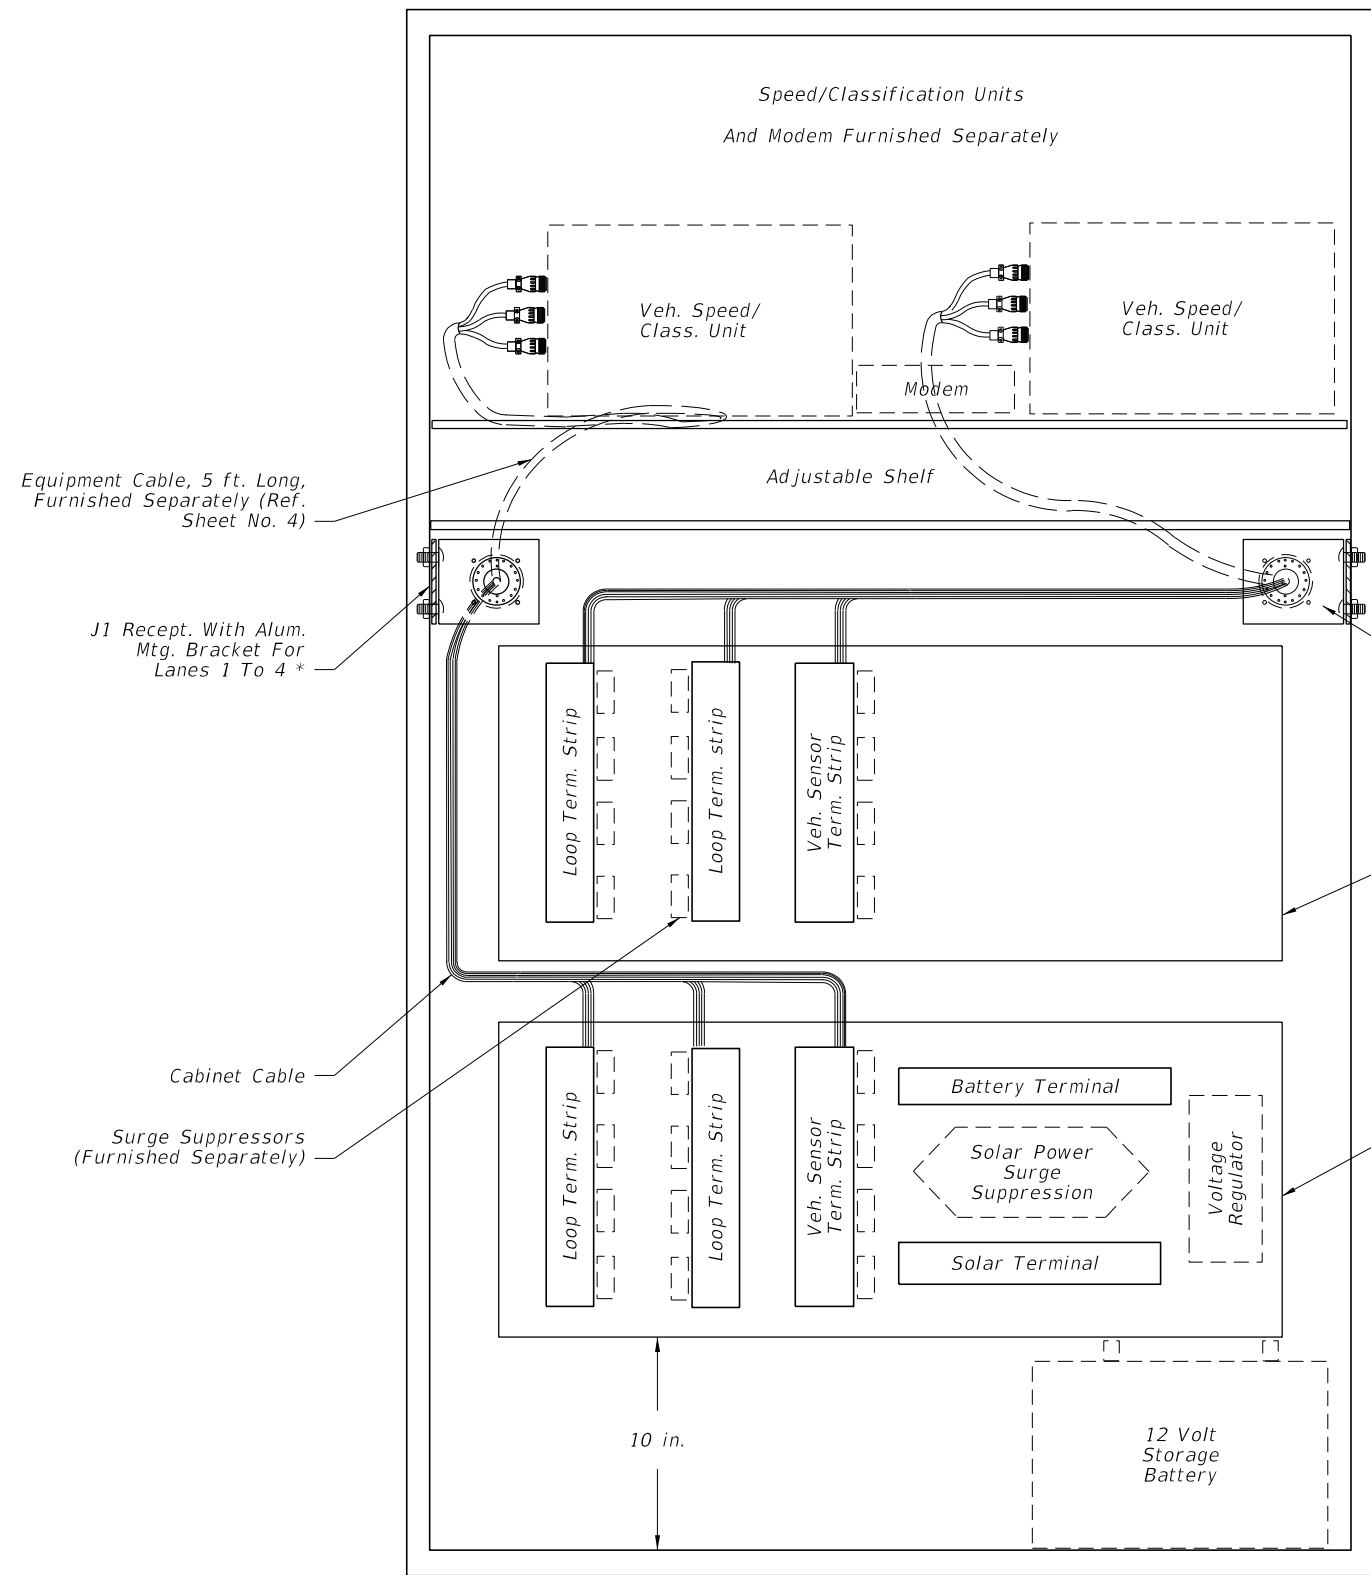 Speed/Classification Units
And Modem Furnished Separately
Veh. Speed/
Class. Unit
Veh. Speed/
Class. Unit
Modem
Adjustable Shelf
Equipment Cable, 5 ft. Long,
Furnished Separately (Ref.
Sheet No. 4)
J1 Recept. With Alum.
Mtg. Bracket For
Lanes 1 To 4 *
Loop Term. Strip
Loop Term. strip
Veh. Sensor
Term. Strip
Cabinet Cable
Surge Suppressors
(Furnished Separately)
Loop Term. Strip
Loop Term. Strip
Veh. Sensor
Term. Strip
Battery Terminal
Solar Power
Surge
Suppression
Solar Terminal
Voltage
Regulator
10 in.
12 Volt
Storage
Battery